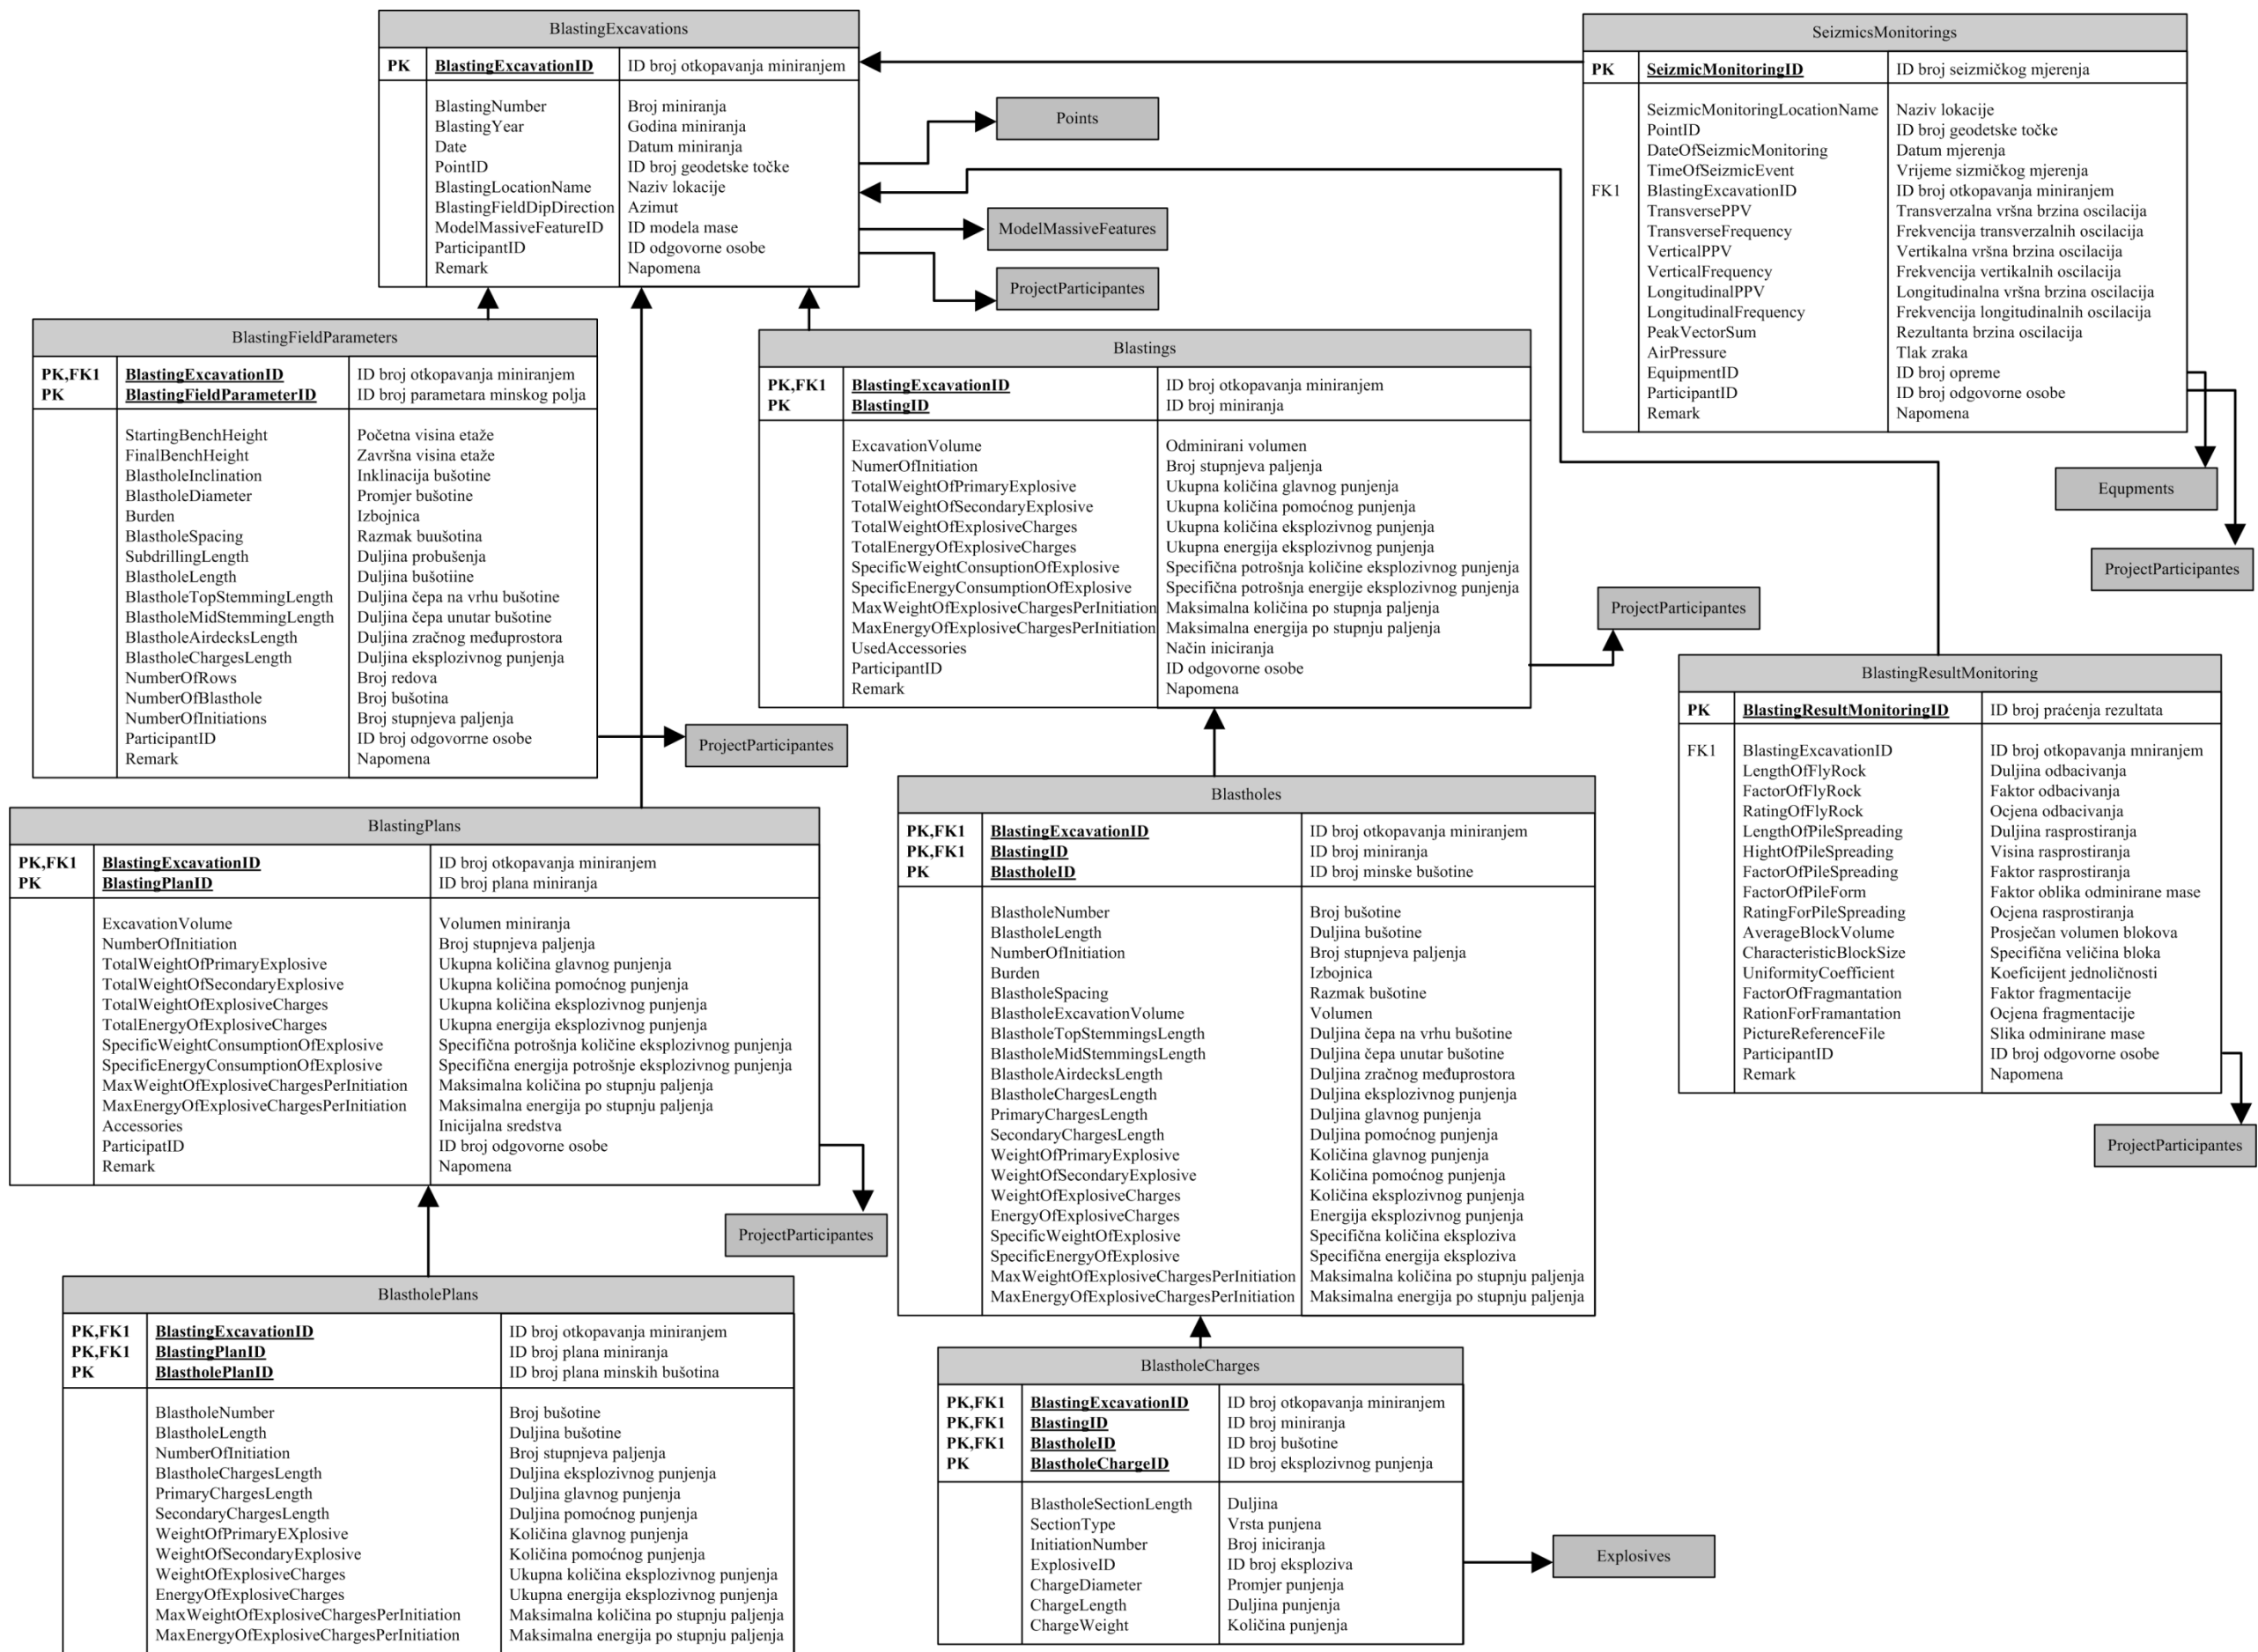 BlastingExcavations
PK BlastingExcavationID ID broj otkopavanja miniranjem
BlastingNumber Broj miniranja
BlastingYear Godina miniranja
Date Datum miniranja
PointID ID broj geodetske točke
BlastingLocationName Naziv lokacije
BlastingFieldDipDirection Azimut
ModelMassiveFeatureID ID modela mase
ParticipantID ID odgovorne osobe
Remark Napomena
Points
ModelMassiveFeatures
ProjectParticipantes
SeizmicsMonitorings
PK SeizmicMonitoringID ID broj seizmičkog mjerenja
SeizmicMonitoringLocationName Naziv lokacije
PointID ID broj geodetske točke
DateOfSeizmicMonitoring Datum mjerenja
TimeOfSeizmicEvent Vrijeme sizmičkog mjerenja
FK1 BlastingExcavationID ID broj otkopavanja miniranjem
TransversePPV Transverzalna vršna brzina oscilacija
TransverseFrequency Frekvencija transverzalnih oscilacija
VerticalPPV Vertikalna vršna brzina oscilacija
VerticalFrequency Frekvencija vertikalnih oscilacija
LongitudinalPPV Longitudinalna vršna brzina oscilacija
LongitudinalFrequency Frekvencija longitudinalnih oscilacija
PeakVectorSum Rezultanta brzina oscilacija
AirPressure Tlak zraka
EquipmentID ID broj opreme
ParticipantID ID broj odgovorne osobe
Remark Napomena
Equpments
ProjectParticipantes
BlastingFieldParameters
PK,FK1 BlastingExcavationID ID broj otkopavanja miniranjem
PK BlastingFieldParameterID ID broj parametara minskog polja
StartingBenchHeight Početna visina etaže
FinalBenchHeight Završna visina etaže
BlastholeInclination Inklinacija bušotine
BlastholeDiameter Promjer bušotine
Burden Izbojnica
BlastholeSpacing Razmak buušotina
SubdrillingLength Duljina probušenja
BlastholeLength Duljina bušotiine
BlastholeTopStemmingLength Duljina čepa na vrhu bušotine
BlastholeMidStemmingLength Duljina čepa unutar bušotine
BlastholeAirdecksLength Duljina zračnog međuprostora
BlastholeChargesLength Duljina eksplozivnog punjenja
NumberOfRows Broj redova
NumberOfBlasthole Broj bušotina
NumberOfInitiations Broj stupnjeva paljenja
ParticipantID ID broj odgovorrne osobe
Remark Napomena
ProjectParticipantes
Blastings
PK,FK1 BlastingExcavationID ID broj otkopavanja miniranjem
PK BlastingID ID broj miniranja
ExcavationVolume Odminirani volumen
NumerOfInitiation Broj stupnjeva paljenja
TotalWeightOfPrimaryExplosive Ukupna količina glavnog punjenja
TotalWeightOfSecondaryExplosive Ukupna količina pomoćnog punjenja
TotalWeightOfExplosiveCharges Ukupna količina eksplozivnog punjenja
TotalEnergyOfExplosiveCharges Ukupna energija eksplozivnog punjenja
SpecificWeightConsuptionOfExplosive Specifična potrošnja količine eksplozivnog punjenja
SpecificEnergyConsumptionOfExplosive Specifična potrošnja energije eksplozivnog punjenja
MaxWeightOfExplosiveChargesPerInitiation Maksimalna količina po stupnja paljenja
MaxEnergyOfExplosiveChargesPerInitiation Maksimalna energija po stupnju paljenja
UsedAccessories Način iniciranja
ParticipantID ID odgovorne osobe
Remark Napomena
ProjectParticipantes
BlastingResultMonitoring
PK BlastingResultMonitoringID ID broj praćenja rezultata
FK1 BlastingExcavationID ID broj otkopavanja mniranjem
LengthOfFlyRock Duljina odbacivanja
FactorOfFlyRock Faktor odbacivanja
RatingOfFlyRock Ocjena odbacivanja
LengthOfPileSpreading Duljina rasprostiranja
HightOfPileSpreading Visina rasprostiranja
FactorOfPileSpreading Faktor rasprostiranja
FactorOfPileForm Faktor oblika odminirane mase
RatingForPileSpreading Ocjena rasprostiranja
AverageBlockVolume Prosječan volumen blokova
CharacteristicBlockSize Specifična veličina bloka
UniformityCoefficient Koeficijent jednoličnosti
FactorOfFragmantation Faktor fragmentacije
RationForFramantation Ocjena fragmentacije
PictureReferenceFile Slika odminirane mase
ParticipantID ID broj odgovorne osobe
Remark Napomena
ProjectParticipantes
BlastingPlans
PK,FK1 BlastingExcavationID ID broj otkopavanja miniranjem
PK BlastingPlanID ID broj plana miniranja
ExcavationVolume Volumen miniranja
NumberOfInitiation Broj stupnjeva paljenja
TotalWeightOfPrimaryExplosive Ukupna količina glavnog punjenja
TotalWeightOfSecondaryExplosive Ukupna količina pomoćnog punjenja
TotalWeightOfExplosiveCharges Ukupna količina eksplozivnog punjenja
TotalEnergyOfExplosiveCharges Ukupna energija eksplozivnog punjenja
SpecificWeightConsumptionOfExplosive Specifična potrošnja količine eksplozivnog punjenja
SpecificEnergyConsumptionOfExplosive Specifična energija potrošnje eksplozivnog punjenja
MaxWeightOfExplosiveChargesPerInitiation Maksimalna količina po stupnju paljenja
MaxEnergyOfExplosiveChargesPerInitiation Maksimalna energija po stupnju paljenja
Accessories Inicijalna sredstva
ParticipatID ID broj odgovorne osobe
Remark Napomena
ProjectParticipantes
Blastholes
PK,FK1 BlastingExcavationID ID broj otkopavanja miniranjem
PK,FK1 BlastingID ID broj miniranja
PK BlastholeID ID broj minske bušotine
BlastholeNumber Broj bušotine
BlastholeLength Duljina bušotine
NumberOfInitiation Broj stupnjeva paljenja
Burden Izbojnica
BlastholeSpacing Razmak bušotine
BlastholeExcavationVolume Volumen
BlastholeTopStemmingsLength Duljina čepa na vrhu bušotine
BlastholeMidStemmingsLength Duljina čepa unutar bušotine
BlastholeAirdecksLength Duljina zračnog međuprostora
BlastholeChargesLength Duljina eksplozivnog punjenja
PrimaryChargesLength Duljina glavnog punjenja
SecondaryChargesLength Duljina pomoćnog punjenja
WeightOfPrimaryExplosive Količina glavnog punjenja
WeightOfSecondaryExplosive Količina pomoćnog punjenja
WeightOfExplosiveCharges Količina eksplozivnog punjenja
EnergyOfExplosiveCharges Energija eksplozivnog punjenja
SpecificWeightOfExplosive Specifična količina eksploziva
SpecificEnergyOfExplosive Specifična energija eksploziva
MaxWeightOfExplosiveChargesPerInitiation Maksimalna količina po stupnju paljenja
MaxEnergyOfExplosiveChargesPerInitiation Maksimalna energija po stupnju paljenja
BlastholePlans
PK,FK1 BlastingExcavationID ID broj otkopavanja miniranjem
PK,FK1 BlastingPlanID ID broj plana miniranja
PK BlastholePlanID ID broj plana minskih bušotina
BlastholeNumber Broj bušotine
BlastholeLength Duljina bušotine
NumberOfInitiation Broj stupnjeva paljenja
BlastholeChargesLength Duljina eksplozivnog punjenja
PrimaryChargesLength Duljina glavnog punjenja
SecondaryChargesLength Duljina pomoćnog punjenja
WeightOfPrimaryEXplosive Količina glavnog punjenja
WeightOfSecondaryExplosive Količina pomoćnog punjenja
WeightOfExplosiveCharges Ukupna količina eksplozivnog punjenja
EnergyOfExplosiveCharges Ukupna energija eksplozivnog punjenja
MaxWeightOfExplosiveChargesPerInitiation Maksimalna količina po stupnju paljenja
MaxEnergyOfExplosiveChargesPerInitiation Maksimalna energija po stupnju paljenja
BlastholeCharges
PK,FK1 BlastingExcavationID ID broj otkopavanja miniranjem
PK,FK1 BlastingID ID broj miniranja
PK,FK1 BlastholeID ID broj bušotine
PK BlastholeChargeID ID broj eksplozivnog punjenja
BlastholeSectionLength Duljina
SectionType Vrsta punjena
InitiationNumber Broj iniciranja
ExplosiveID ID broj eksploziva
ChargeDiameter Promjer punjenja
ChargeLength Duljina punjenja
ChargeWeight Količina punjenja
Explosives